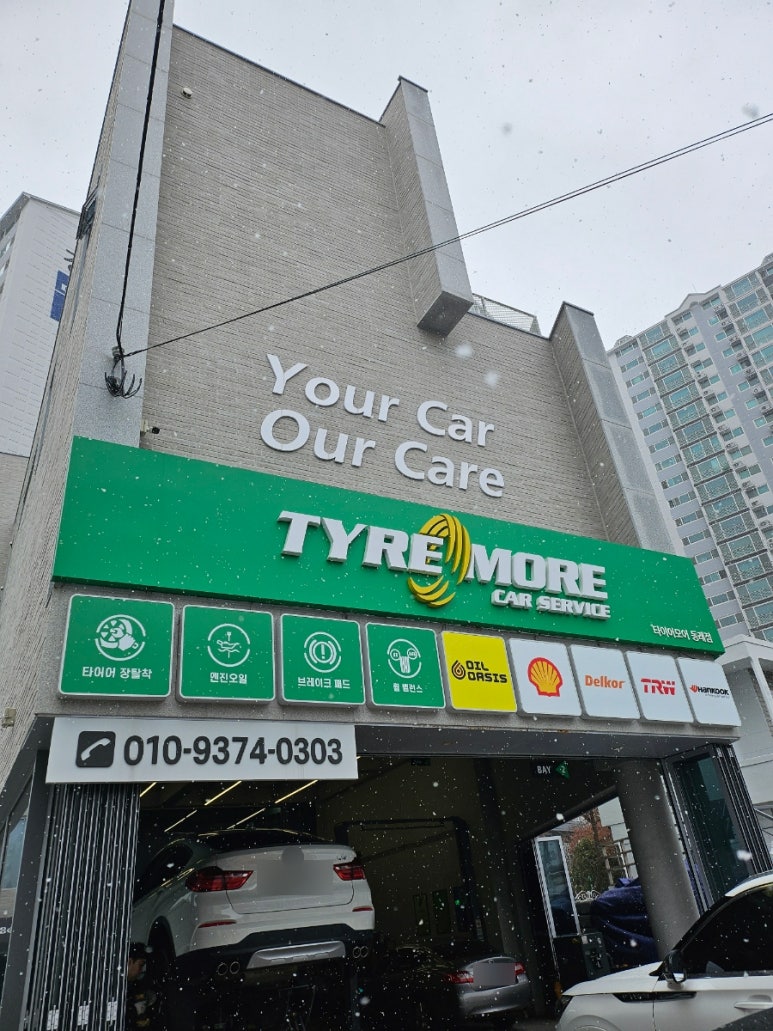 Your Car
Our Care
TYRE MORE
CAR SERVICE
타이어모어 동래점
타이어 장탈착
엔진오일
브레이크 패드
휠 밸런스
OIL OASIS
Delkor
TRW
HANKOOK
010-9374-0303
BAY 2